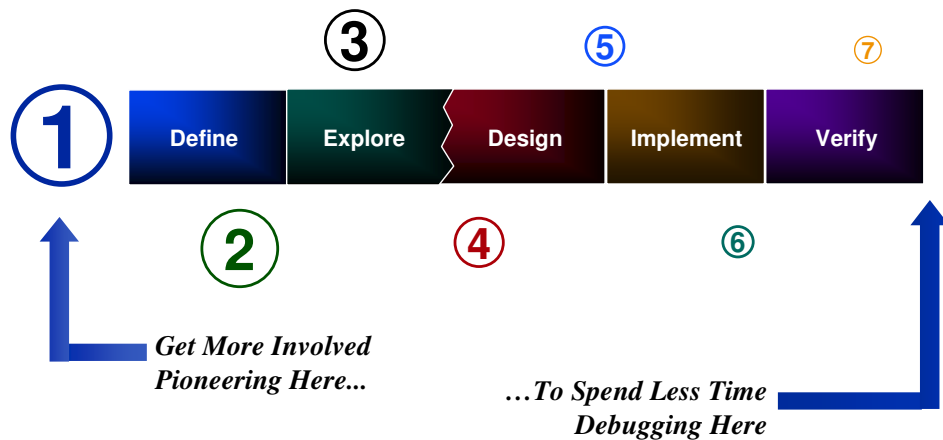 ③
⑤
⑦
①
Define
Explore
Design
Implement
Verify
②
④
⑥
Get More Involved
Pioneering Here...
…To Spend Less Time
Debugging Here